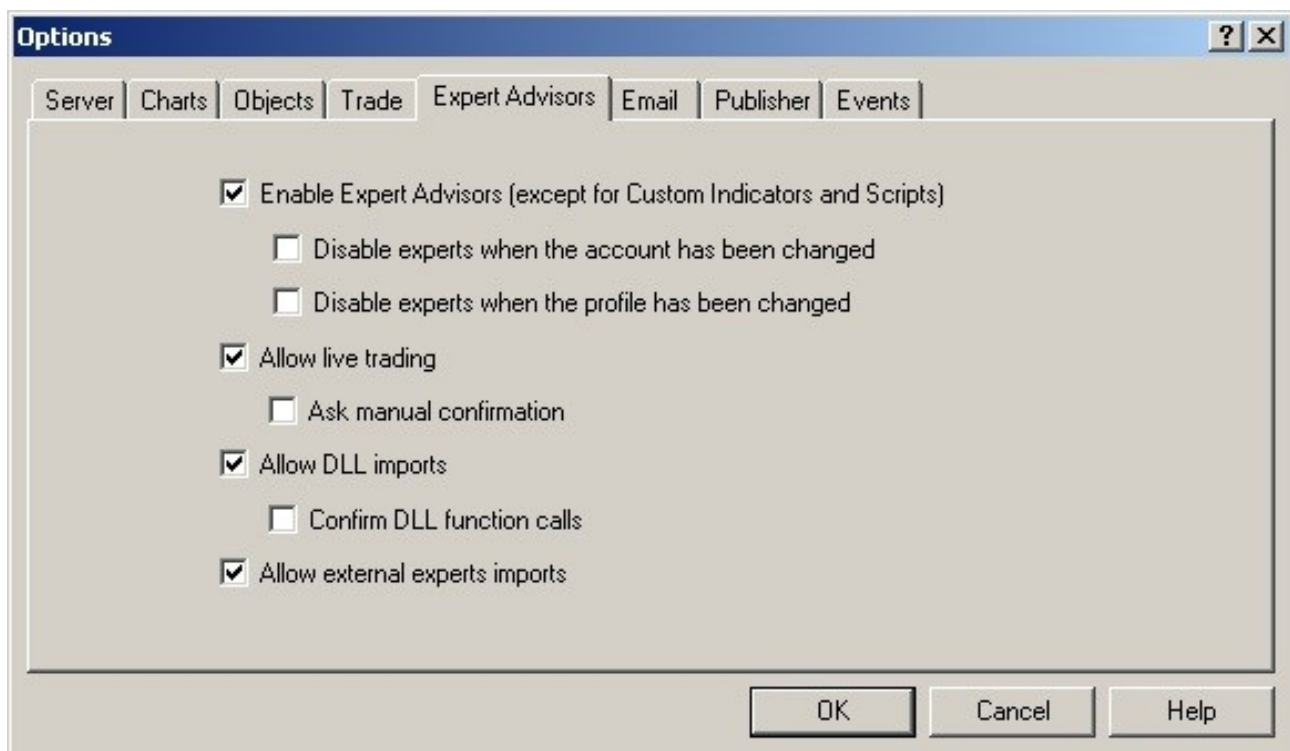 Options
Server Charts Objects Trade Expert Advisors Email Publisher Events
Enable Expert Advisors (except for Custom Indicators and Scripts)
Disable experts when the account has been changed
Disable experts when the profile has been changed
Allow live trading
Ask manual confirmation
Allow DLL imports
Confirm DLL function calls
Allow external experts imports
OK Cancel Help